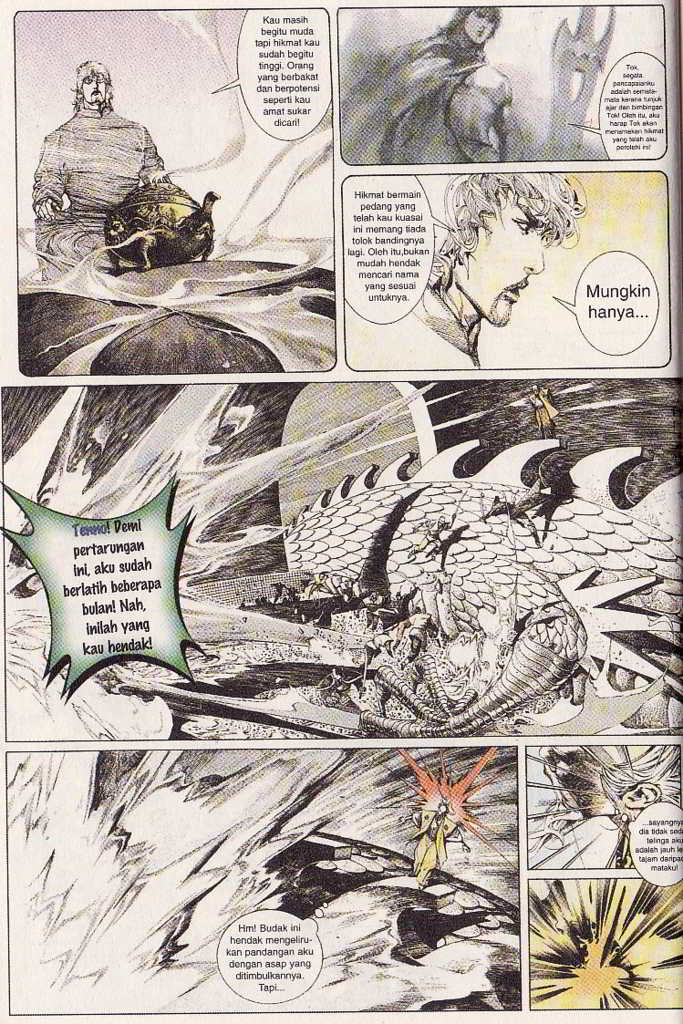 Kau masih
begitu muda
tapi hikmat kau
sudah begitu
tinggi. Orang
yang berbakat
dan berpotensi
seperti kau
amat sukar
dicari!
Tok,
segala
pancapaianku
adalah semata-
mata kerana tunjuk
ajar dan bimbingan
Tok! Oleh itu, aku
harap Tok akan
menamakan hikmat
yang telah aku
perolehi ini!
Hikmat bermain
pedang yang
telah kau kuasai
ini memang tiada
tolok bandingnya
lagi. Oleh itu,bukan
mudah hendak
mencari nama
yang sesuai
untuknya.
Mungkin
hanya...
Tenno! Demi
pertarungan
ini, aku sudah
berlatih beberapa
bulan! Nah,
inilah yang
kau hendak!
Hm! Budak ini
hendak mengeliru-
kan pandangan aku
dengan asap yang
ditimbulkannya.
Tapi...
...sayangnya
dia tidak
telinga
adalah jauh
tajam
mataku!